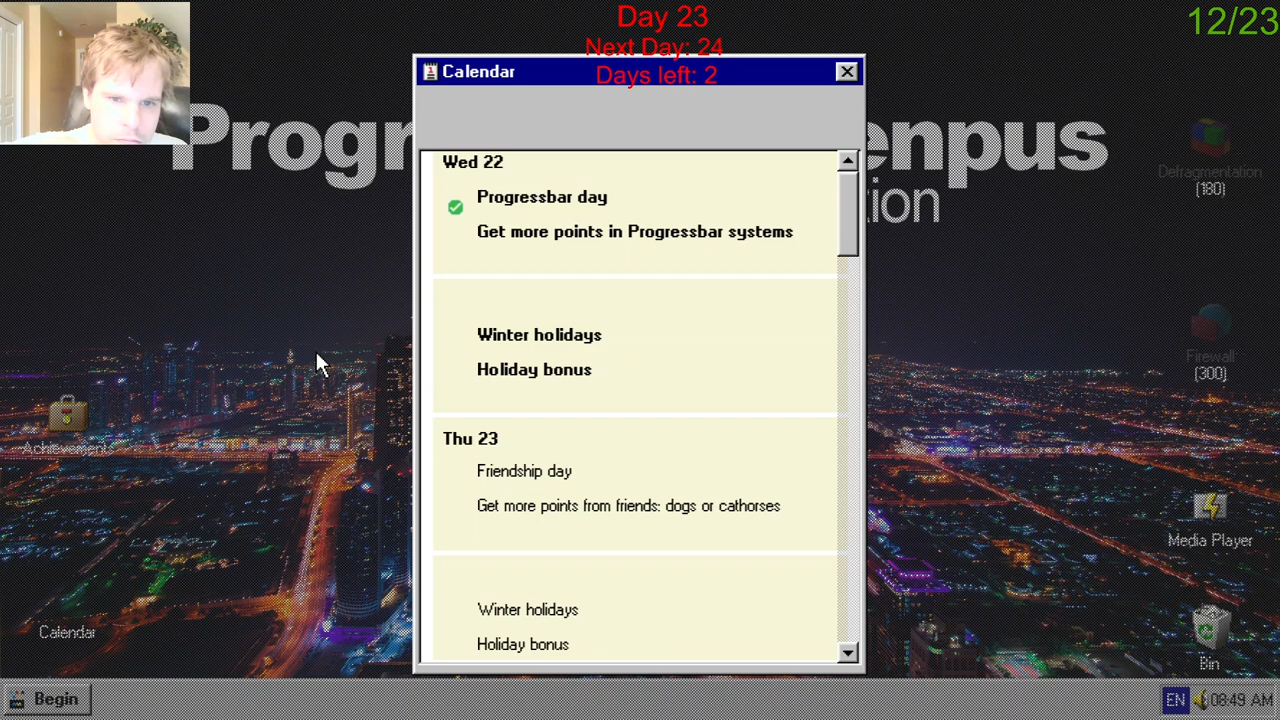 Day 23
Next Day: 24
Days left: 2
12/23
Calendar
Progr
enpus
ion
Wed 22
Progressbar day
Get more points in Progressbar systems
Winter holidays
Holiday bonus
Thu 23
Friendship day
Get more points from friends: dogs or cathorses
Winter holidays
Holiday bonus
Achievements
Calendar
Defragmentation
(180)
Firewall
(300)
Media Player
Bin
Begin
EN
08:49 AM